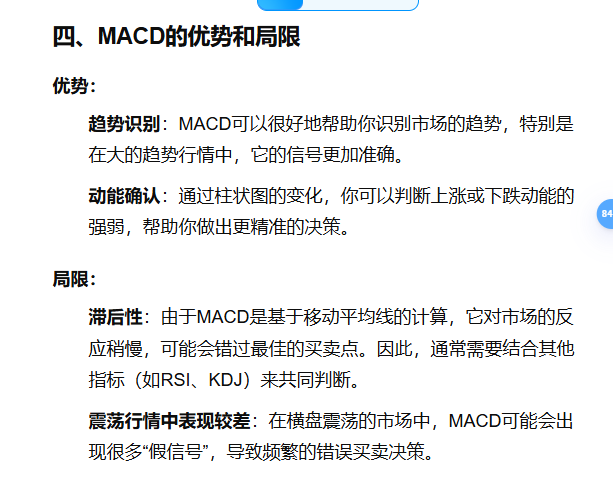 四、MACD的优势和局限
优势：
趋势识别：MACD可以很好地帮助你识别市场的趋势，特别是
在大的趋势行情中，它的信号更加准确。
动能确认：通过柱状图的变化，你可以判断上涨或下跌动能的
强弱，帮助你做出更精准的决策。
84
局限：
滞后性：由于MACD是基于移动平均线的计算，它对市场的反
应稍慢，可能会错过最佳的买卖点。因此，通常需要结合其他
指标（如RSI、KDJ）来共同判断。
震荡行情中表现较差：在横盘震荡的市场中，MACD可能会出
现很多“假信号”，导致频繁的错误买卖决策。